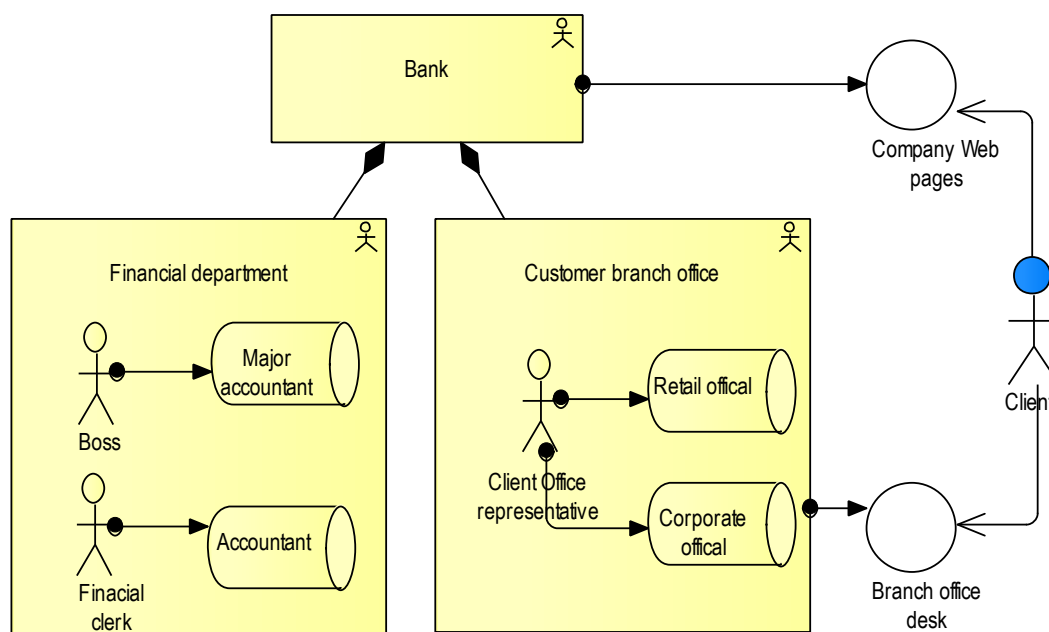 Bank
Company Web
pages
Financial department
Customer branch office
Major
accountant
Boss
Retail offical
Client
Client Office
representative
Corporate
offical
Accountant
Finacial
clerk
Branch office
desk